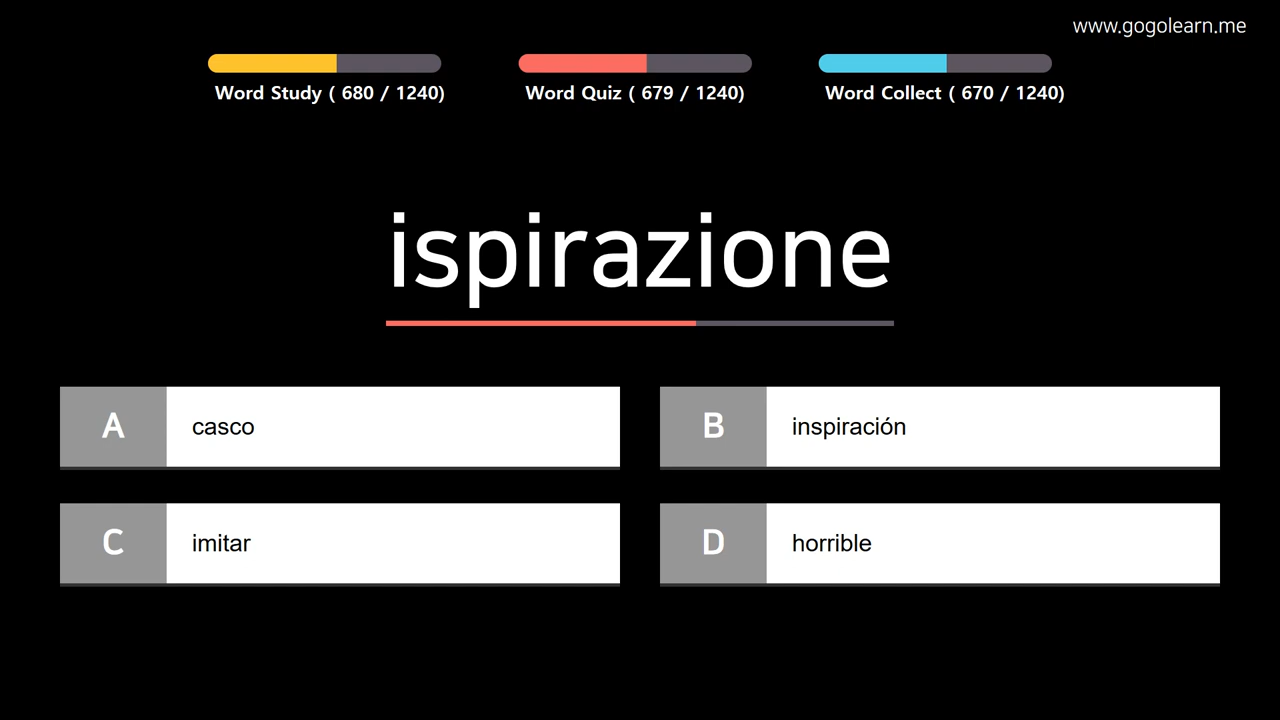 www.gogolearn.me
Word Study ( 680 / 1240)
Word Quiz ( 679 / 1240)
Word Collect ( 670 / 1240)
ispirazione
A casco
B inspiración
C imitar
D horrible